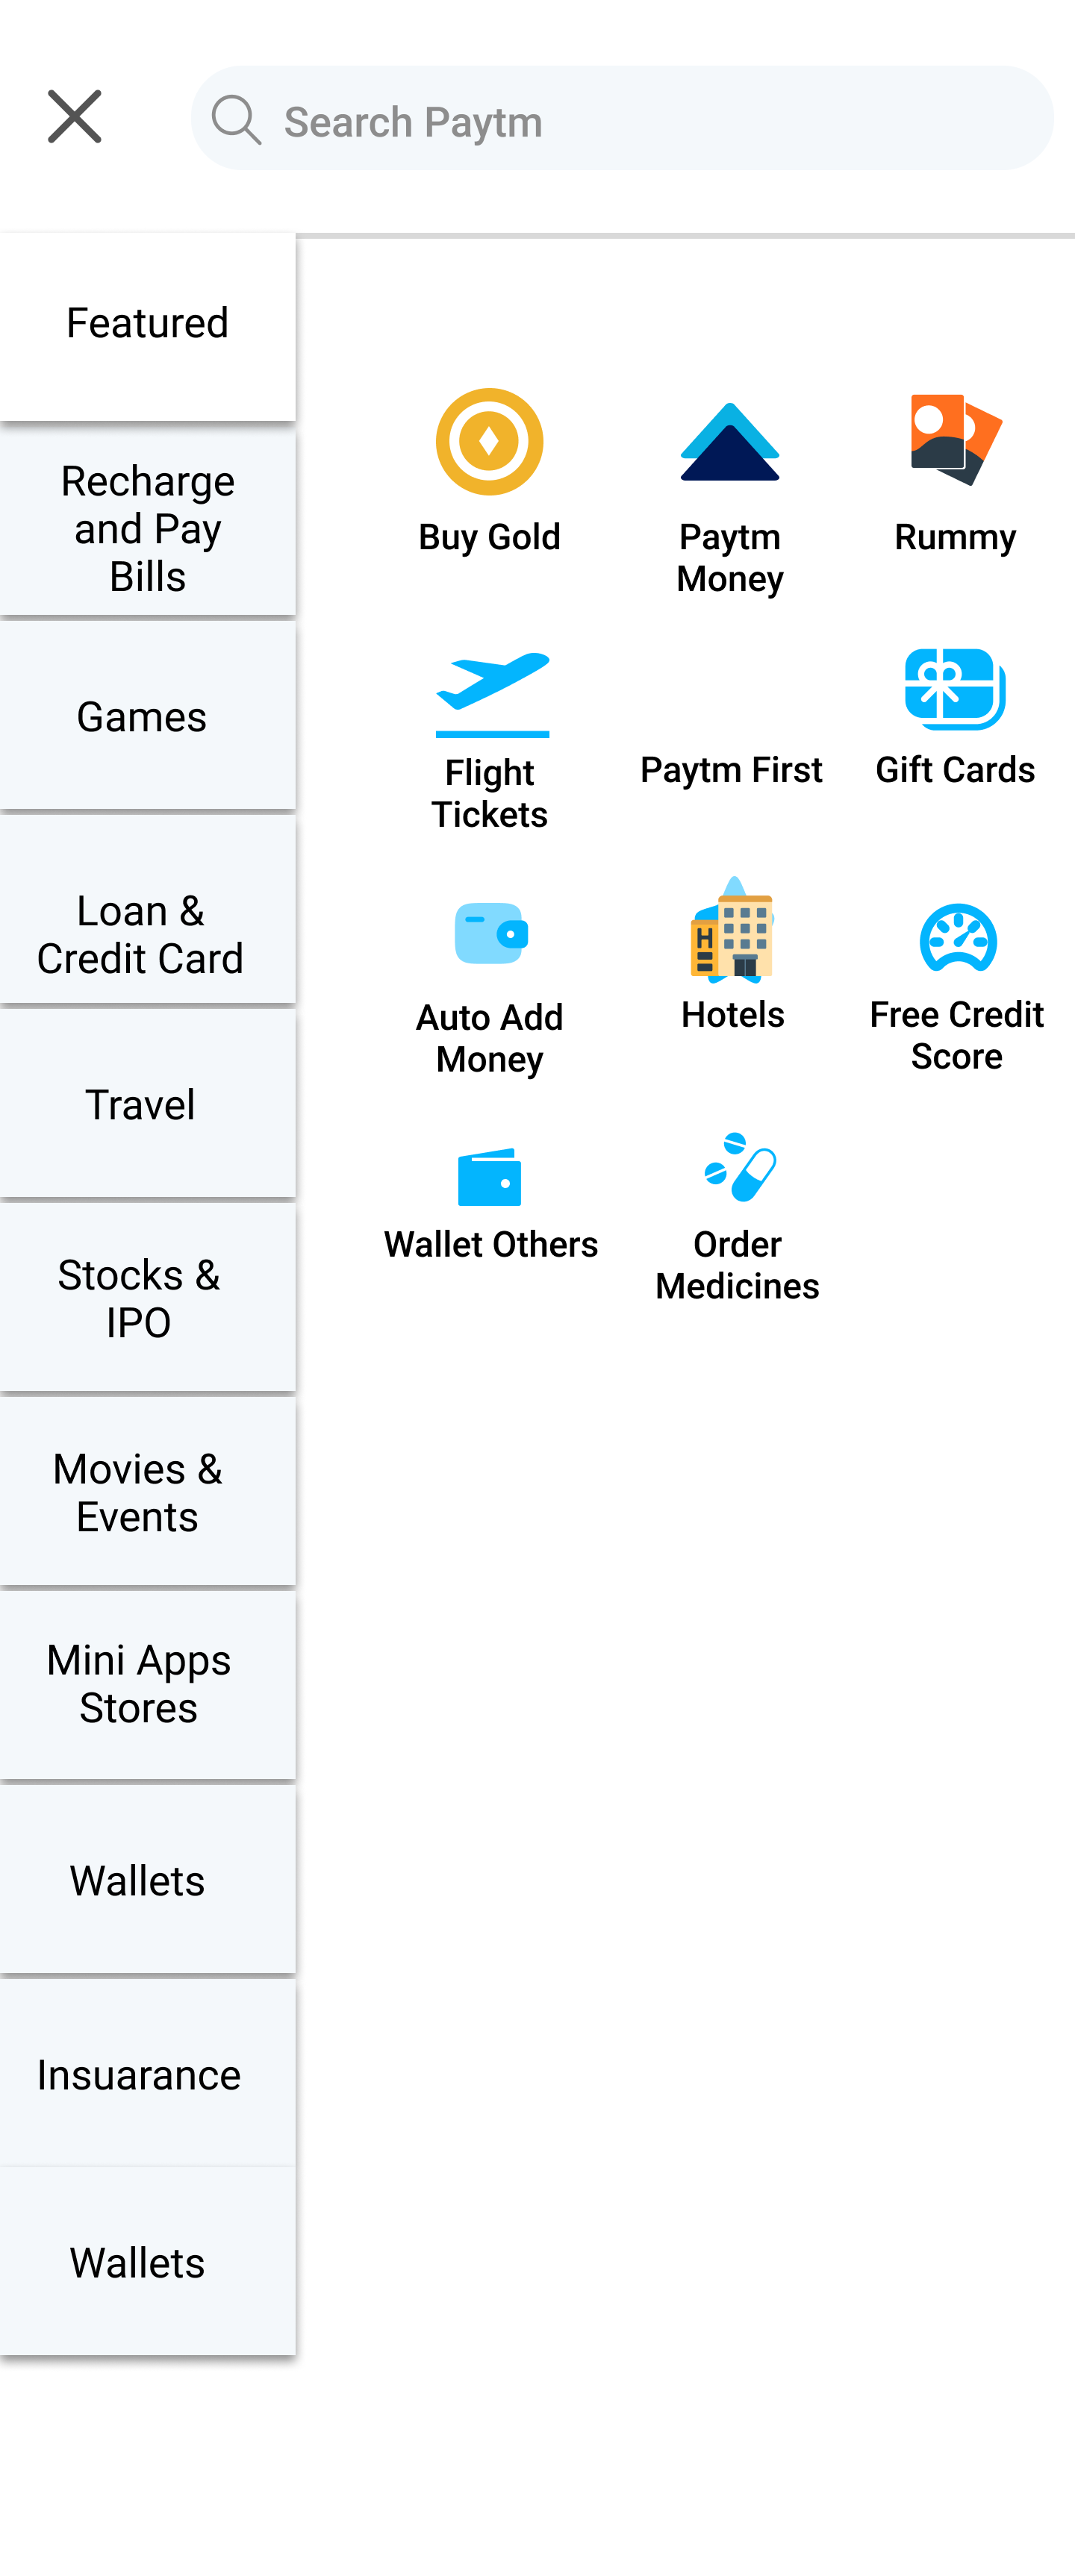 Search Paytm
Featured
Recharge
and Pay
Bills
Games
Loan &
Credit Card
Travel
Stocks &
IPO
Movies &
Events
Mini Apps
Stores
Wallets
Insuarance
Wallets
Buy Gold
Paytm
Money
Rummy
Flight
Tickets
Paytm First
Gift Cards
Auto Add
Money
H
Hotels
Free Credit
Score
Wallet Others
Order
Medicines